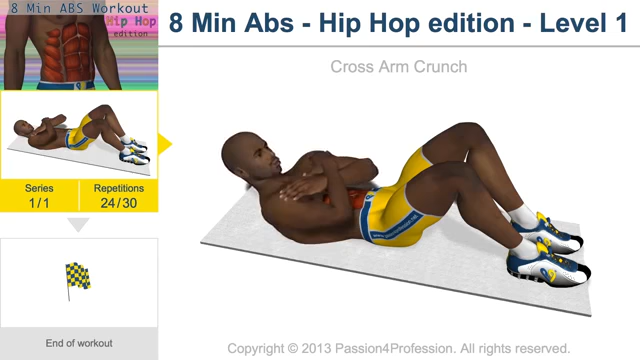 8 Min ABS Workout
Hip Hop
edition
8 Min Abs - Hip Hop edition - Level 1
Cross Arm Crunch
Series
1/1
Repetitions
24/30
End of workout
Copyright © 2013 Passion4Profession. All rights reserved.